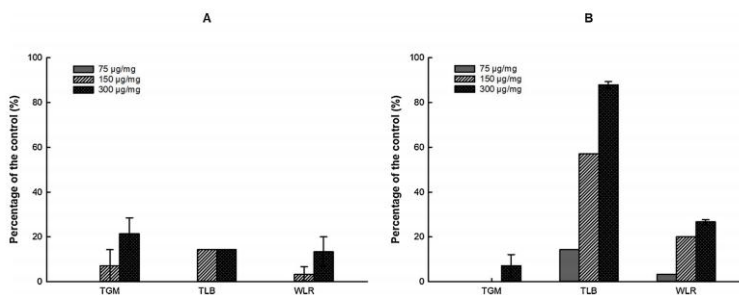 A
Percentage of the control (%)
100
80
60
40
20
0
75 µg/mg
150 µg/mg
300 µg/mg
TGM TLB WLR
B
Percentage of the control (%)
100
80
60
40
20
0
75 µg/mg
150 µg/mg
300 µg/mg
TGM TLB WLR